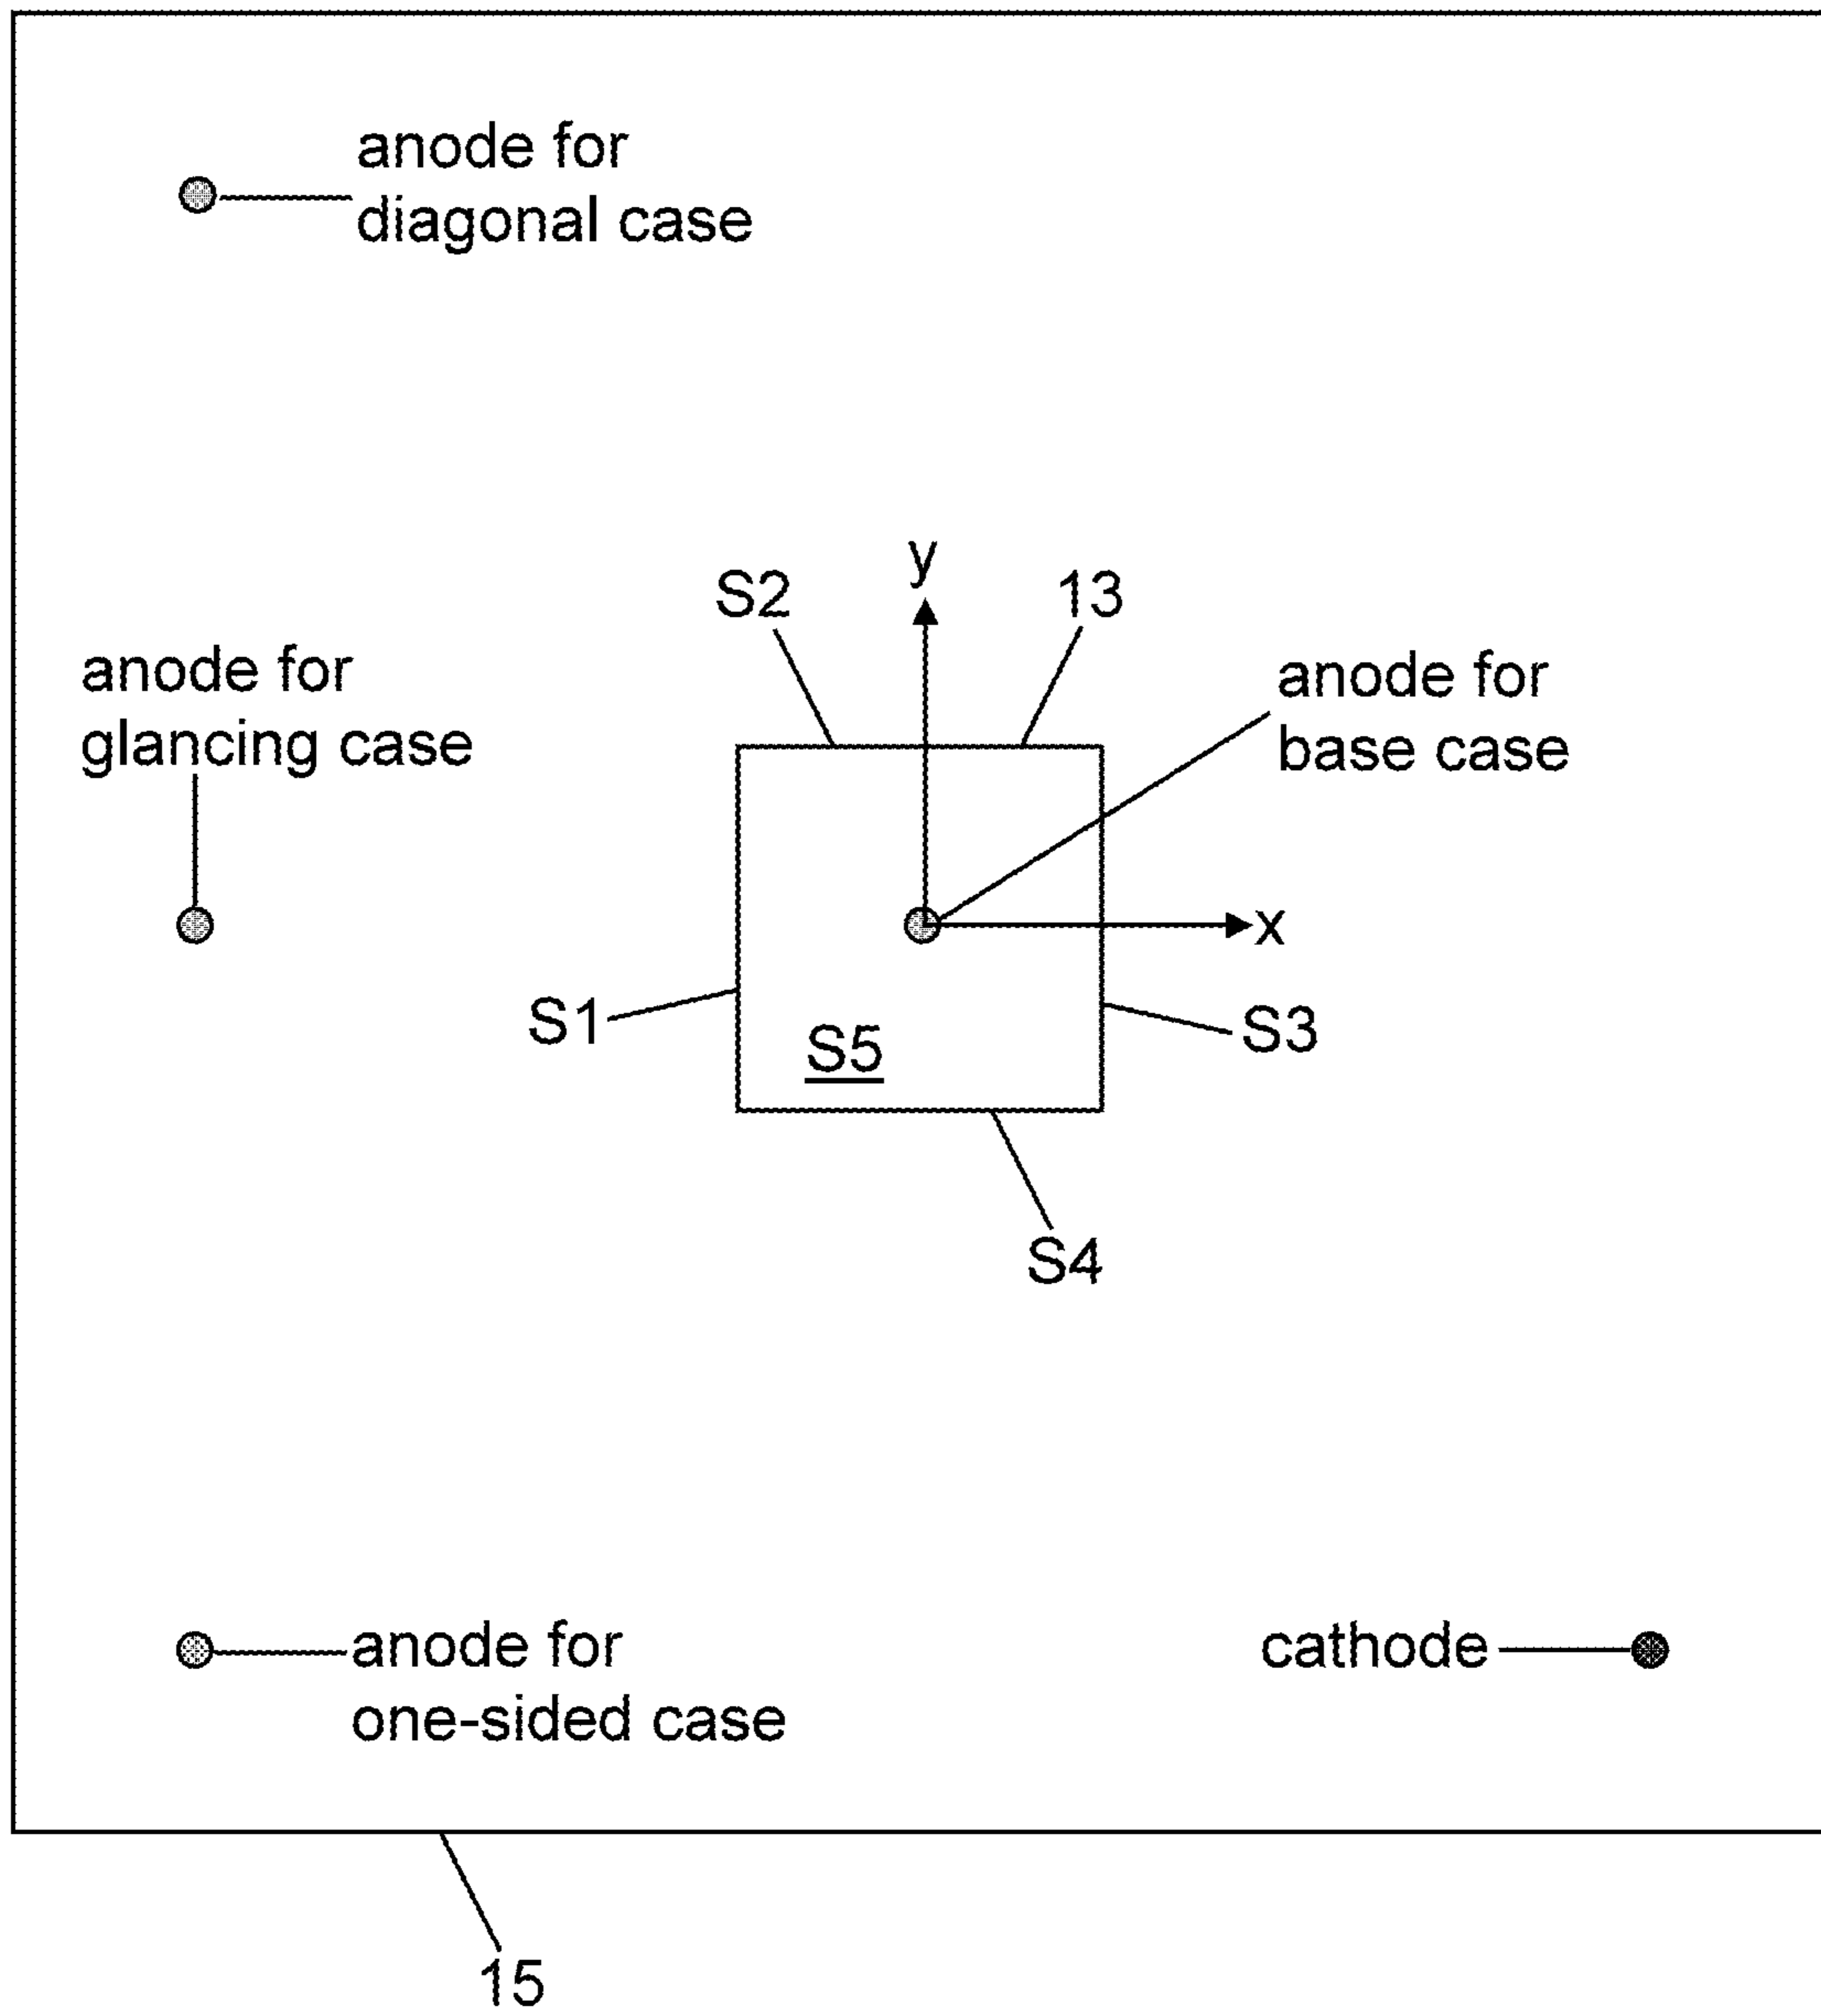 anode for
diagonal case
y
S2
13
anode for
glancing case
anode for
base case
x
S1
S3
S5
S4
anode for
one-sided case
cathode
15